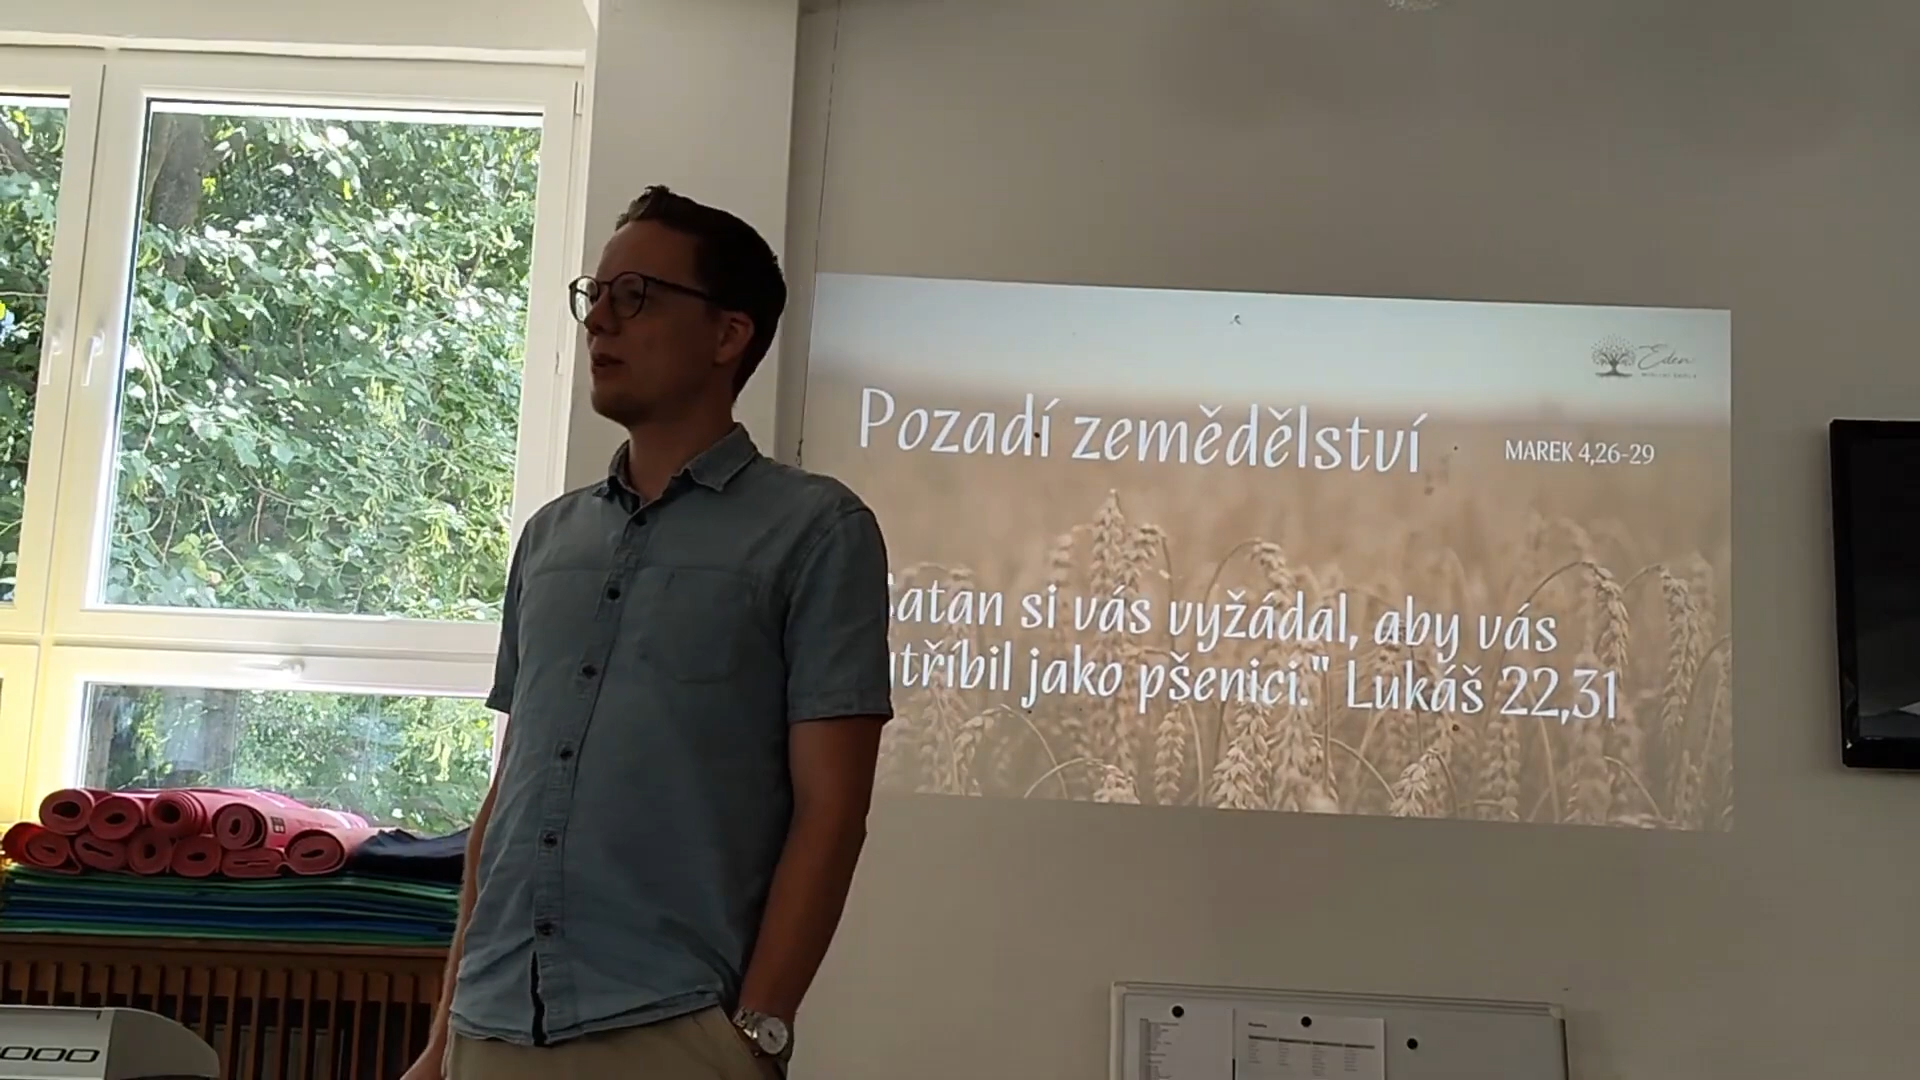 Eden
Pozadí zemědělství
MAREK 4,26-29
atan si vás vyžádal, aby vás
tříbil jako pšenici." Lukáš 22,31
000